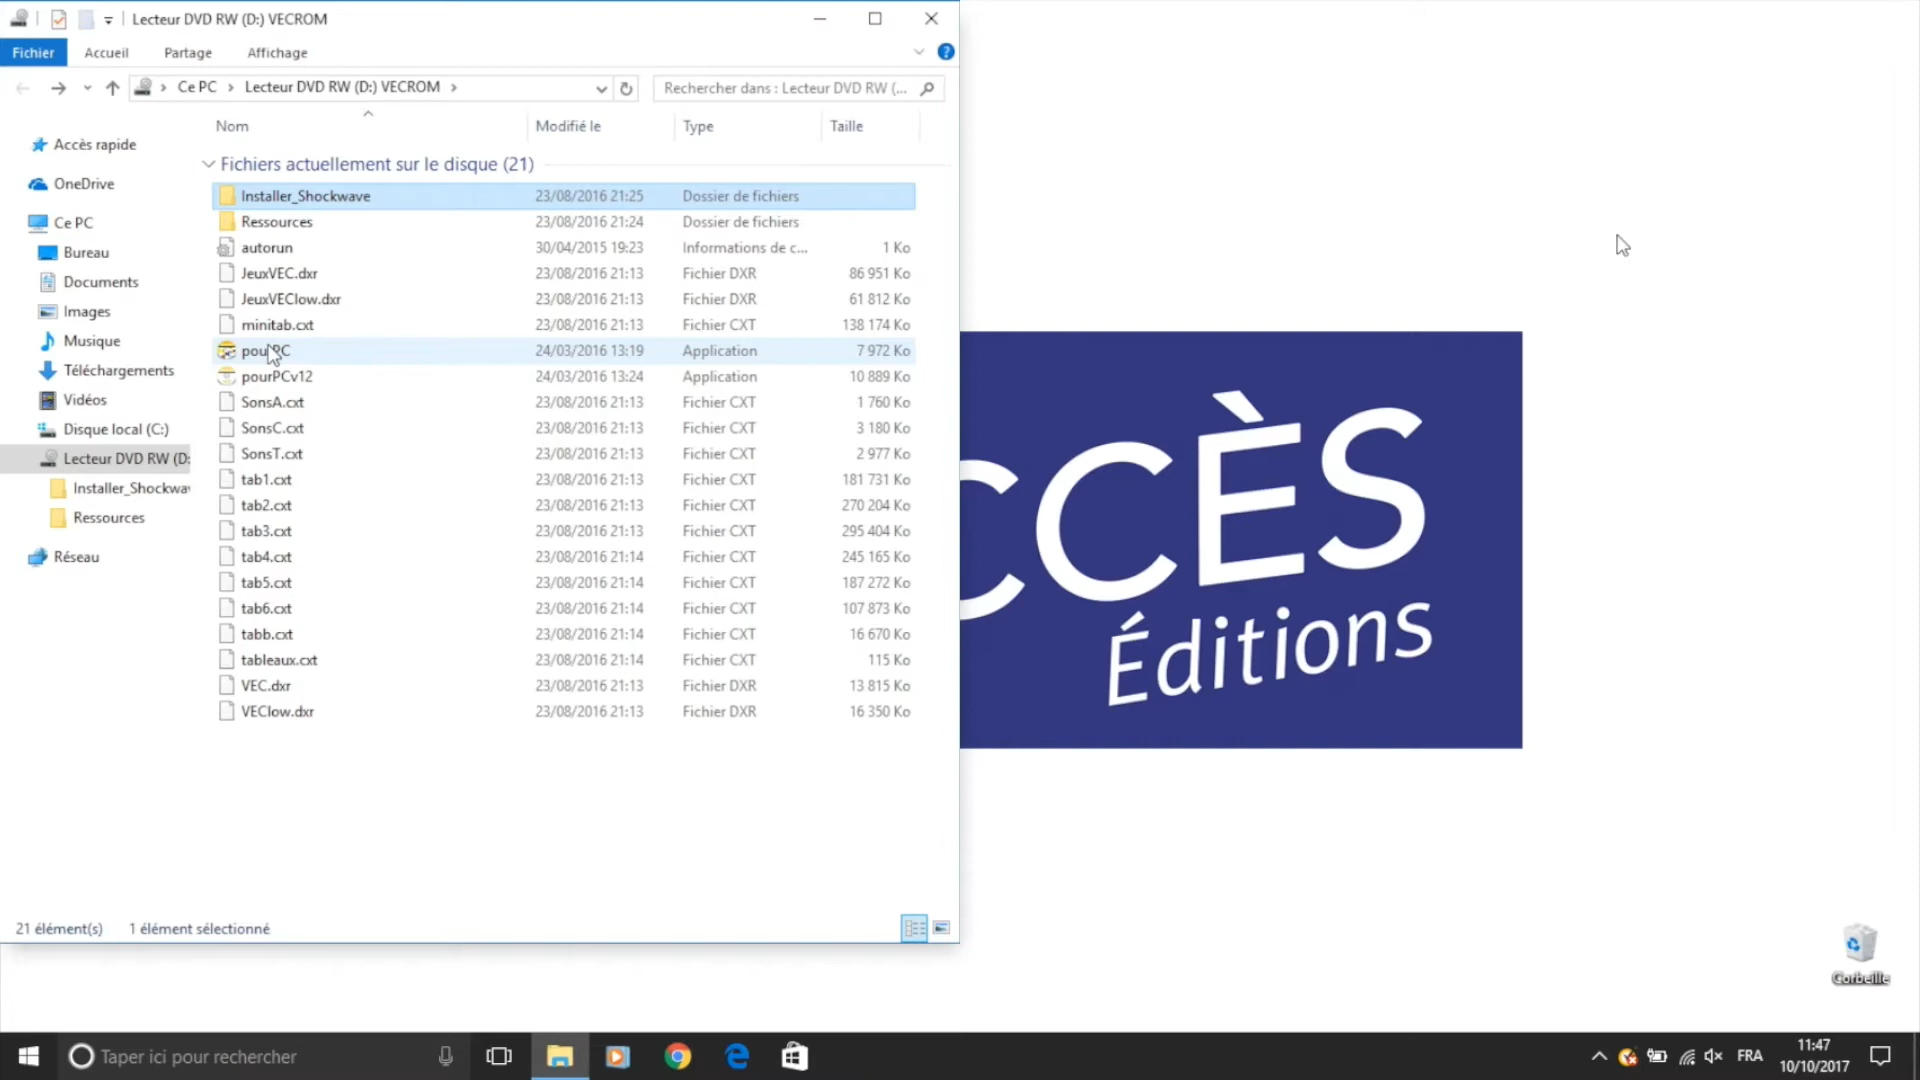 Lecteur DVD RW (D:) VECROM
Fichier Accueil Partage Affichage
Ce PC Lecteur DVD RW (D:) VECROM
Rechercher dans : Lecteur DVD RW (...
Accès rapide
OneDrive
Ce PC
Bureau
Documents
Images
Musique
Téléchargements
Vidéos
Disque local (C:)
Lecteur DVD RW (D:
Installer_Shockwav
Ressources
Réseau
Nom Modifié le Type Taille
Fichiers actuellement sur le disque (21)
Installer_Shockwave 23/08/2016 21:25 Dossier de fichiers
Ressources 23/08/2016 21:24 Dossier de fichiers
autorun 30/04/2015 19:23 Informations de c... 1 Ko
JeuxVEC.dxr 23/08/2016 21:13 Fichier DXR 86 951 Ko
JeuxVEClow.dxr 23/08/2016 21:13 Fichier DXR 61 812 Ko
minitab.cxt 23/08/2016 21:13 Fichier CXT 138 174 Ko
pourPC 24/03/2016 13:19 Application 7 972 Ko
pourPCv12 24/03/2016 13:24 Application 10 889 Ko
SonsA.cxt 23/08/2016 21:13 Fichier CXT 1 760 Ko
SonsC.cxt 23/08/2016 21:13 Fichier CXT 3 180 Ko
SonsT.cxt 23/08/2016 21:13 Fichier CXT 2 977 Ko
tab1.cxt 23/08/2016 21:13 Fichier CXT 181 731 Ko
tab2.cxt 23/08/2016 21:13 Fichier CXT 270 204 Ko
tab3.cxt 23/08/2016 21:13 Fichier CXT 295 404 Ko
tab4.cxt 23/08/2016 21:14 Fichier CXT 245 165 Ko
tab5.cxt 23/08/2016 21:14 Fichier CXT 187 272 Ko
tab6.cxt 23/08/2016 21:14 Fichier CXT 107 873 Ko
tabb.cxt 23/08/2016 21:14 Fichier CXT 16 670 Ko
tableaux.cxt 23/08/2016 21:14 Fichier CXT 115 Ko
VEC.dxr 23/08/2016 21:13 Fichier DXR 13 815 Ko
VEClow.dxr 23/08/2016 21:13 Fichier DXR 16 350 Ko
21 élément(s) 1 élément sélectionné
CCÈS
Éditions
Corbeille
Taper ici pour rechercher
FRA
11:47
10/10/2017